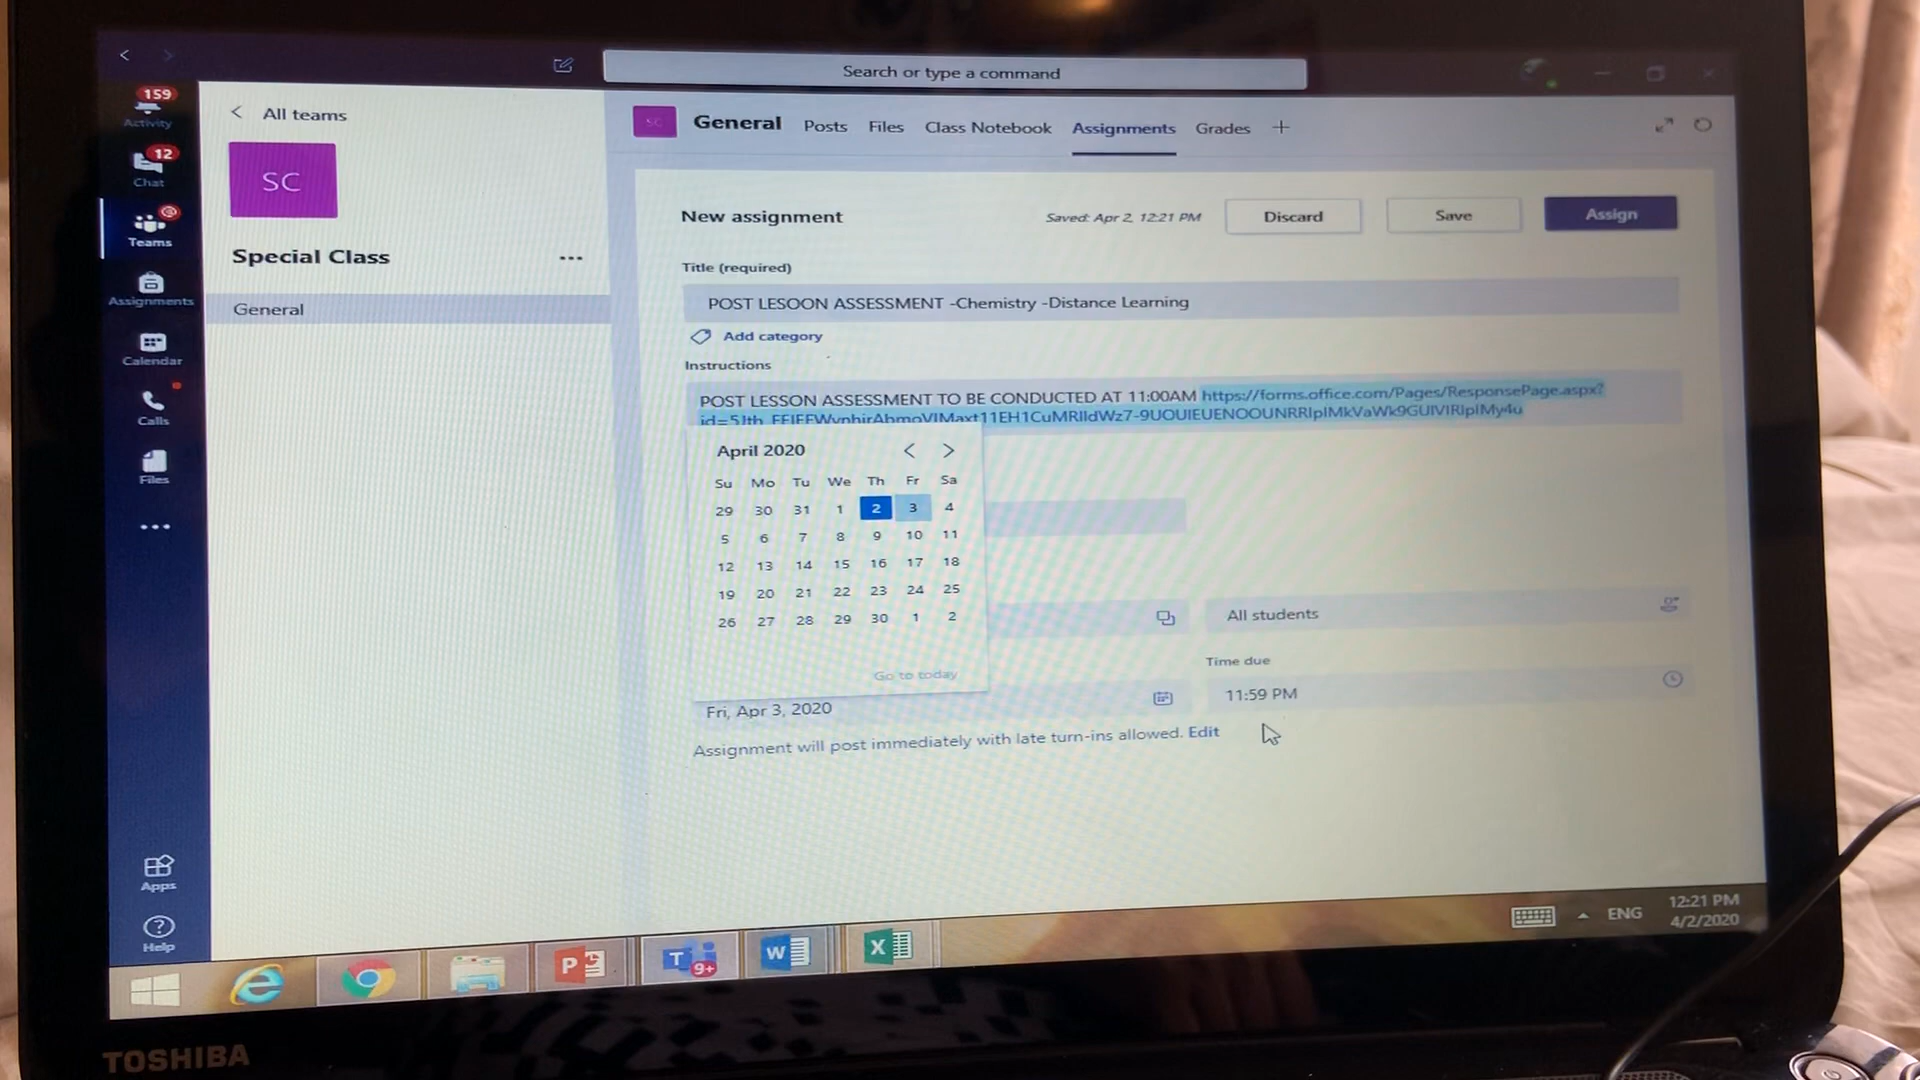 Search or type a command
159
Activity
12
Chat
Teams
Assignments
Calendar
Calls
Files
Apps
Help
All teams
SC
Special Class
General
SC
General Posts Files Class Notebook Assignments Grades
New assignment
Saved: Apr 2, 12:21 PM
Discard
Save
Assign
Title (required)
POST LESOON ASSESSMENT -Chemistry -Distance Learning
Add category
Instructions
POST LESSON ASSESSMENT TO BE CONDUCTED AT 11:00AM https://forms.office.com/Pages/ResponsePage.aspx?
April 2020
Su Mo Tu We Th Fr Sa
29 30 31 1 2 3 4
5 6 7 8 9 10 11
12 13 14 15 16 17 18
19 20 21 22 23 24 25
26 27 28 29 30 1 2
Go to today
All students
Time due
Fri, Apr 3, 2020
11:59 PM
Assignment will post immediately with late turn-ins allowed. Edit
P
T
9+
W
X
ENG
12:21 PM
4/2/2020
TOSHIBA